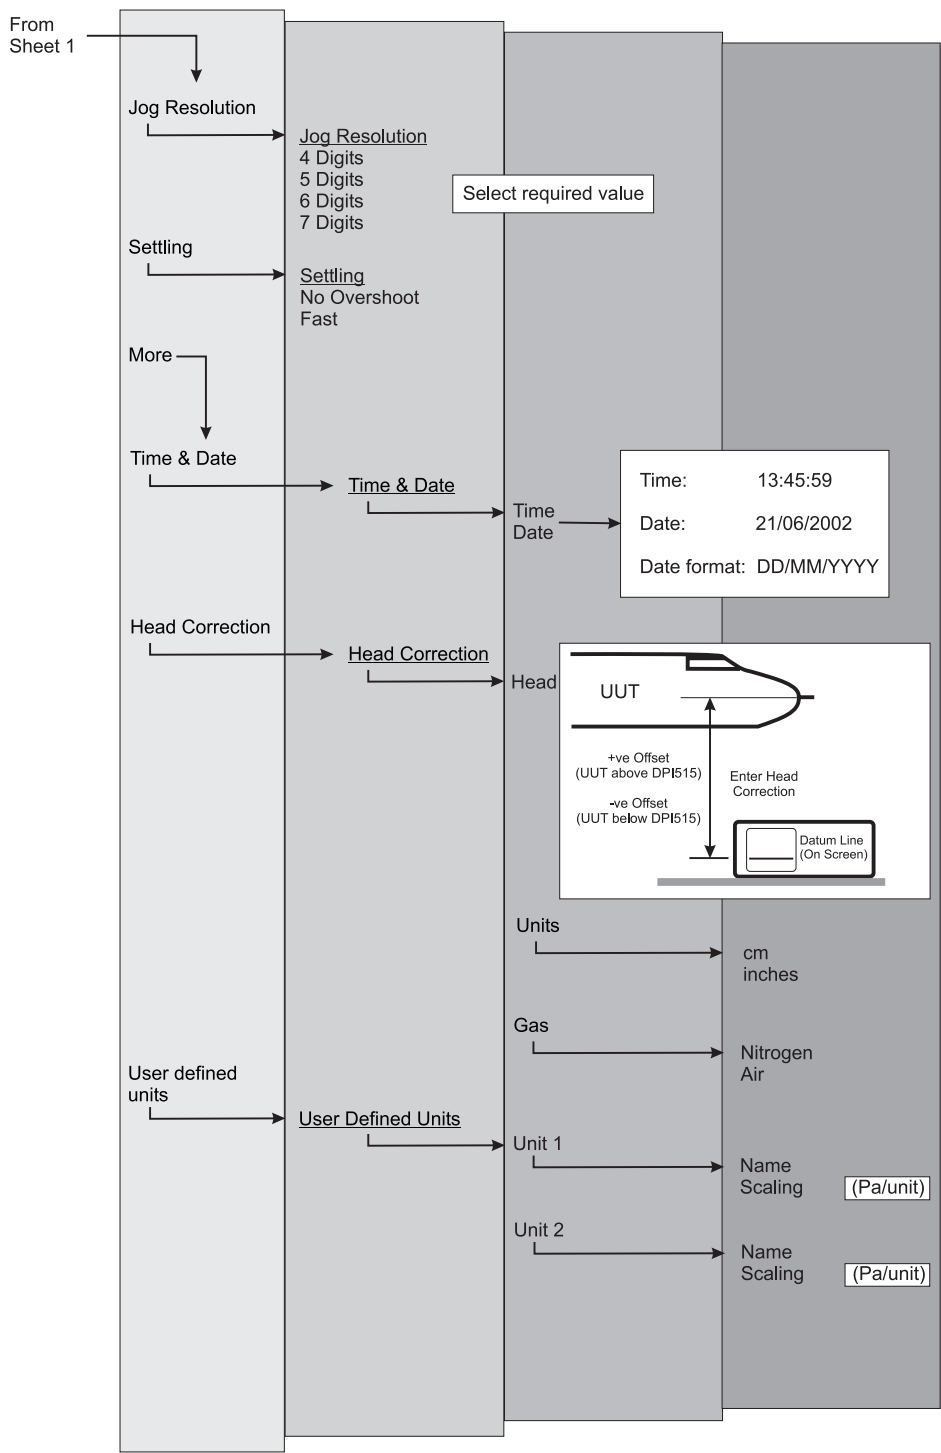 From
Sheet 1
Jog Resolution
Jog Resolution
4 Digits
5 Digits
6 Digits
7 Digits
Select required value
Settling
Settling
No Overshoot
Fast
More
Time & Date
Time & Date
Time
Date
Time: 13:45:59
Date: 21/06/2002
Date format: DD/MM/YYYY
Head Correction
Head Correction
Head
UUT
+ve Offset
(UUT above DPI515)
-ve Offset
(UUT below DPI515)
Enter Head
Correction
Datum Line
(On Screen)
Units
cm
inches
Gas
Nitrogen
Air
User defined
units
User Defined Units
Unit 1
Name
Scaling (Pa/unit)
Unit 2
Name
Scaling (Pa/unit)